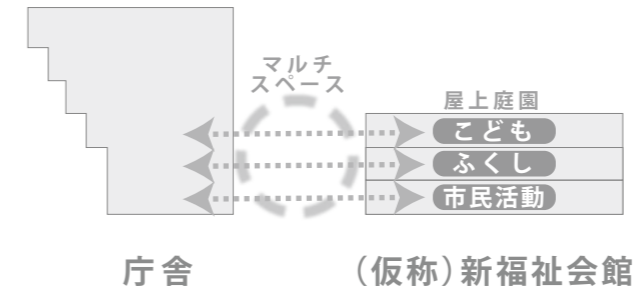 マルチ
スペース
屋上庭園
こども
ふくし
市民活動
庁舎
（仮称）新福祉会館